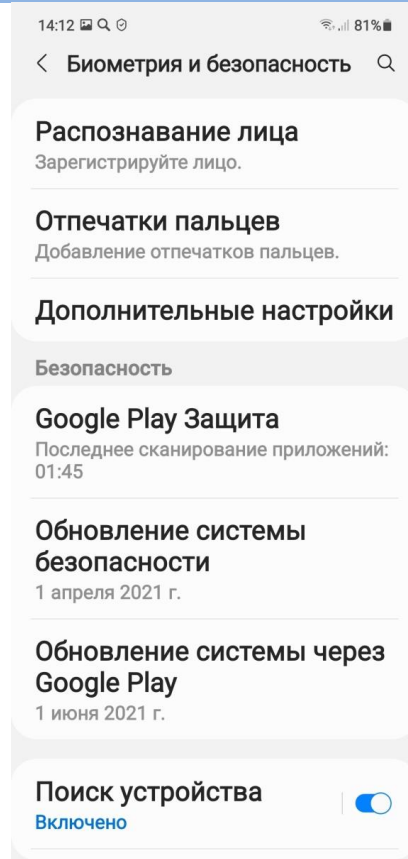 14:12 81%
Биометрия и безопасность
Распознавание лица
Зарегистрируйте лицо.
Отпечатки пальцев
Добавление отпечатков пальцев.
Дополнительные настройки
Безопасность
Google Play Защита
Последнее сканирование приложений:
01:45
Обновление системы
безопасности
1 апреля 2021 г.
Обновление системы через
Google Play
1 июня 2021 г.
Поиск устройства
Включено